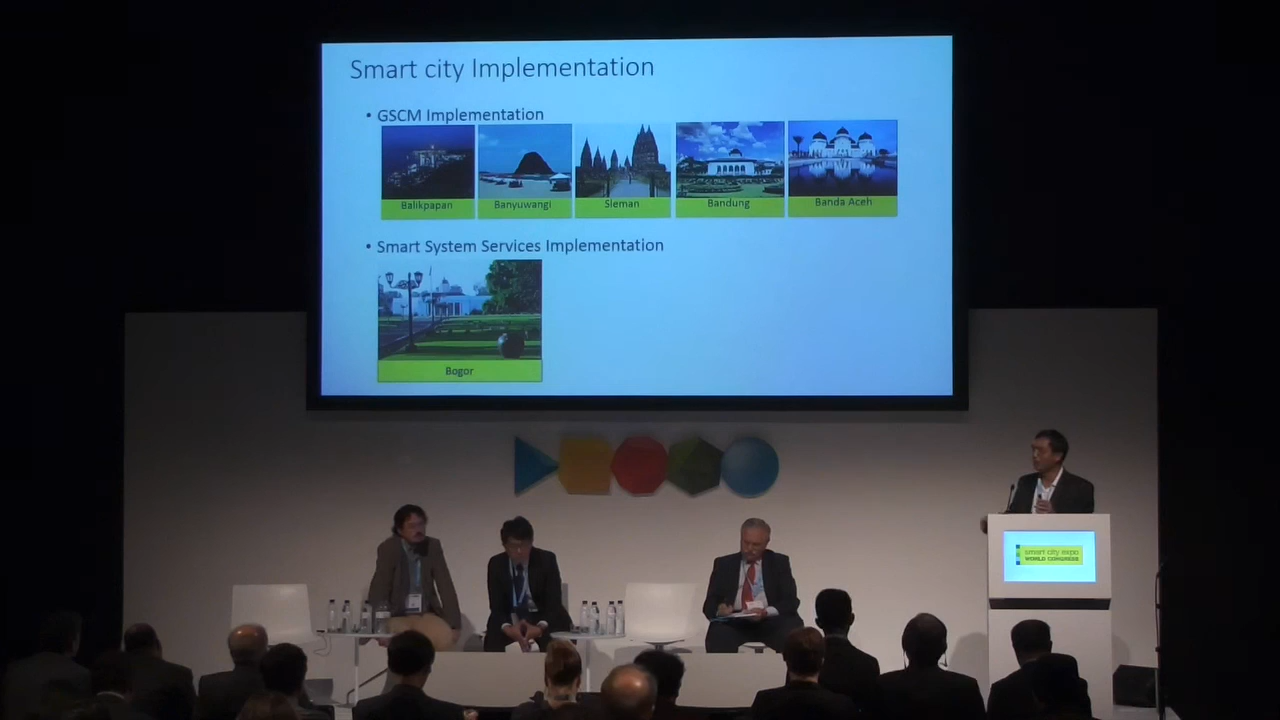 Smart city Implementation
• GSCM Implementation
Balikpapan
Banyuwangi
Sleman
Bandung
Banda Aceh
• Smart System Services Implementation
Bogor
smart city expo
WORLD CONGRESS